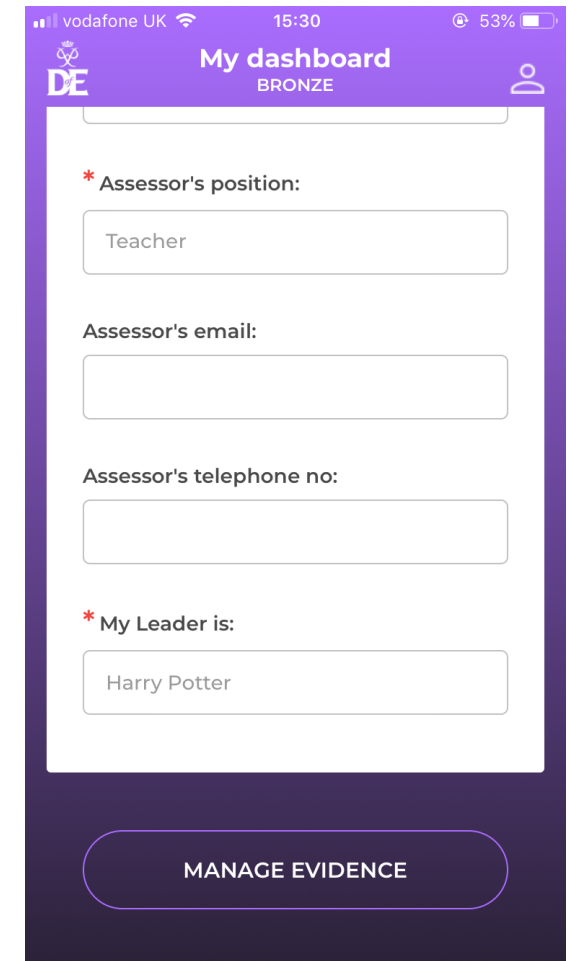 vodafone UK 15:30 53%
My dashboard
BRONZE
DofE
* Assessor's position:
Teacher
Assessor's email:
Assessor's telephone no:
* My Leader is:
Harry Potter
MANAGE EVIDENCE